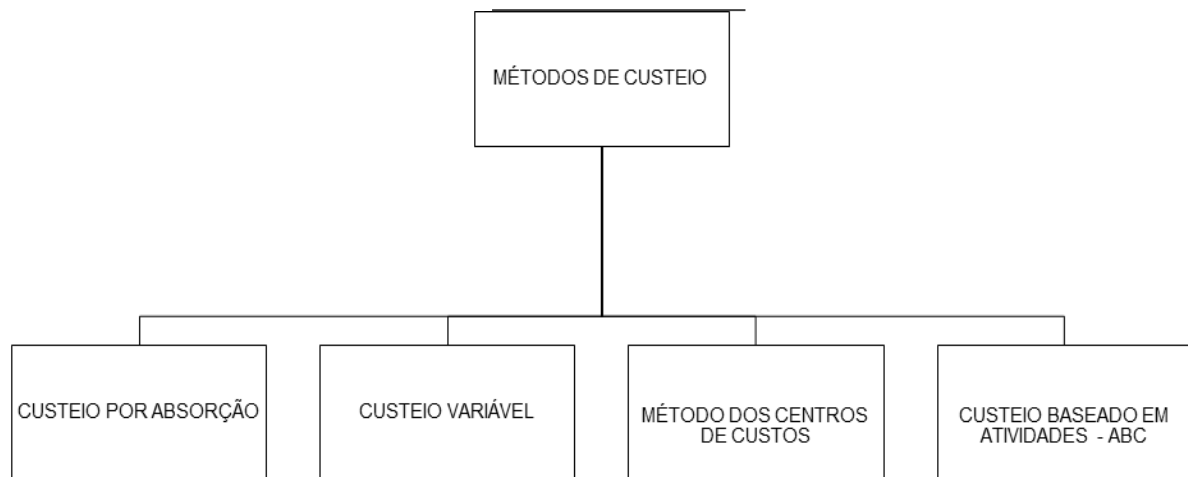 MÉTODOS DE CUSTEIO
CUSTEIO POR ABSORÇÃO
CUSTEIO VARIÁVEL
MÉTODO DOS CENTROS
DE CUSTOS
CUSTEIO BASEADO EM
ATIVIDADES - ABC